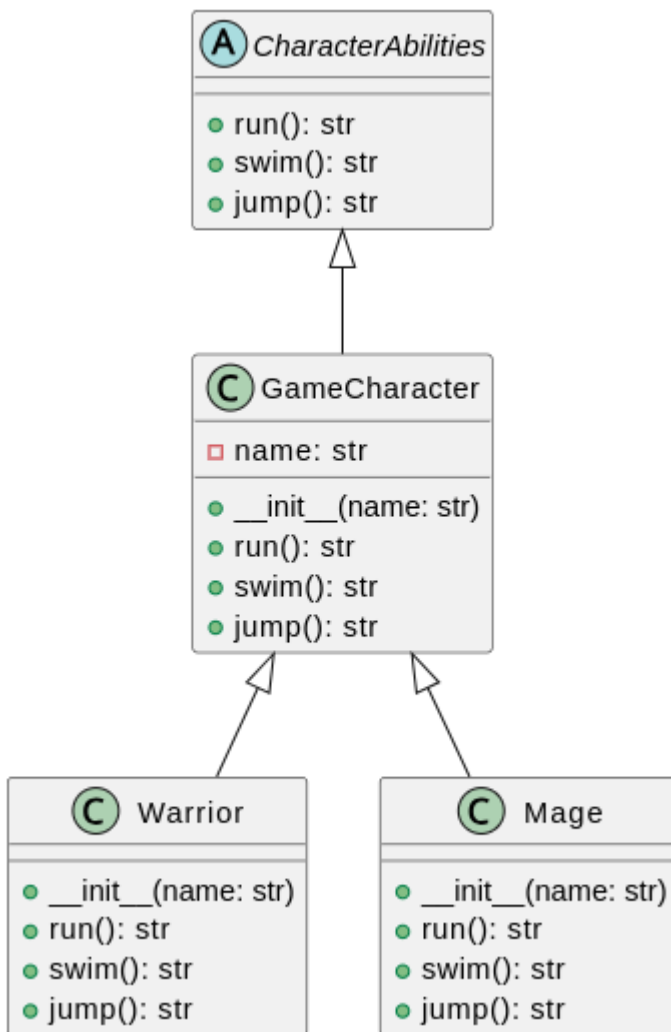 A CharacterAbilities
run(): str
swim(): str
jump(): str
C GameCharacter
name: str
__init__(name: str)
run(): str
swim(): str
jump(): str
C Warrior
__init__(name: str)
run(): str
swim(): str
jump(): str
C Mage
__init__(name: str)
run(): str
swim(): str
jump(): str